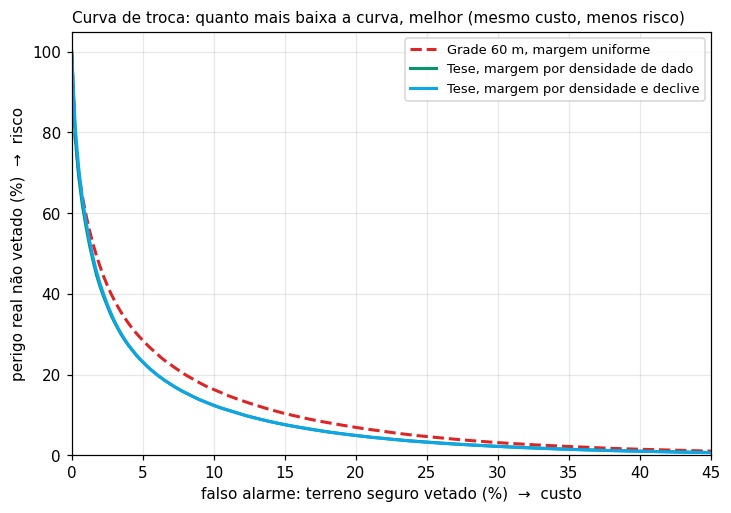 Curva de troca: quanto mais baixa a curva, melhor (mesmo custo, menos risco)
Grade 60 m, margem uniforme
Tese, margem por densidade de dado
Tese, margem por densidade e declive
perigo real não vetado (%) → risco
100
80
60
40
20
0
0 5 10 15 20 25 30 35 40 45
falso alarme: terreno seguro vetado (%) → custo